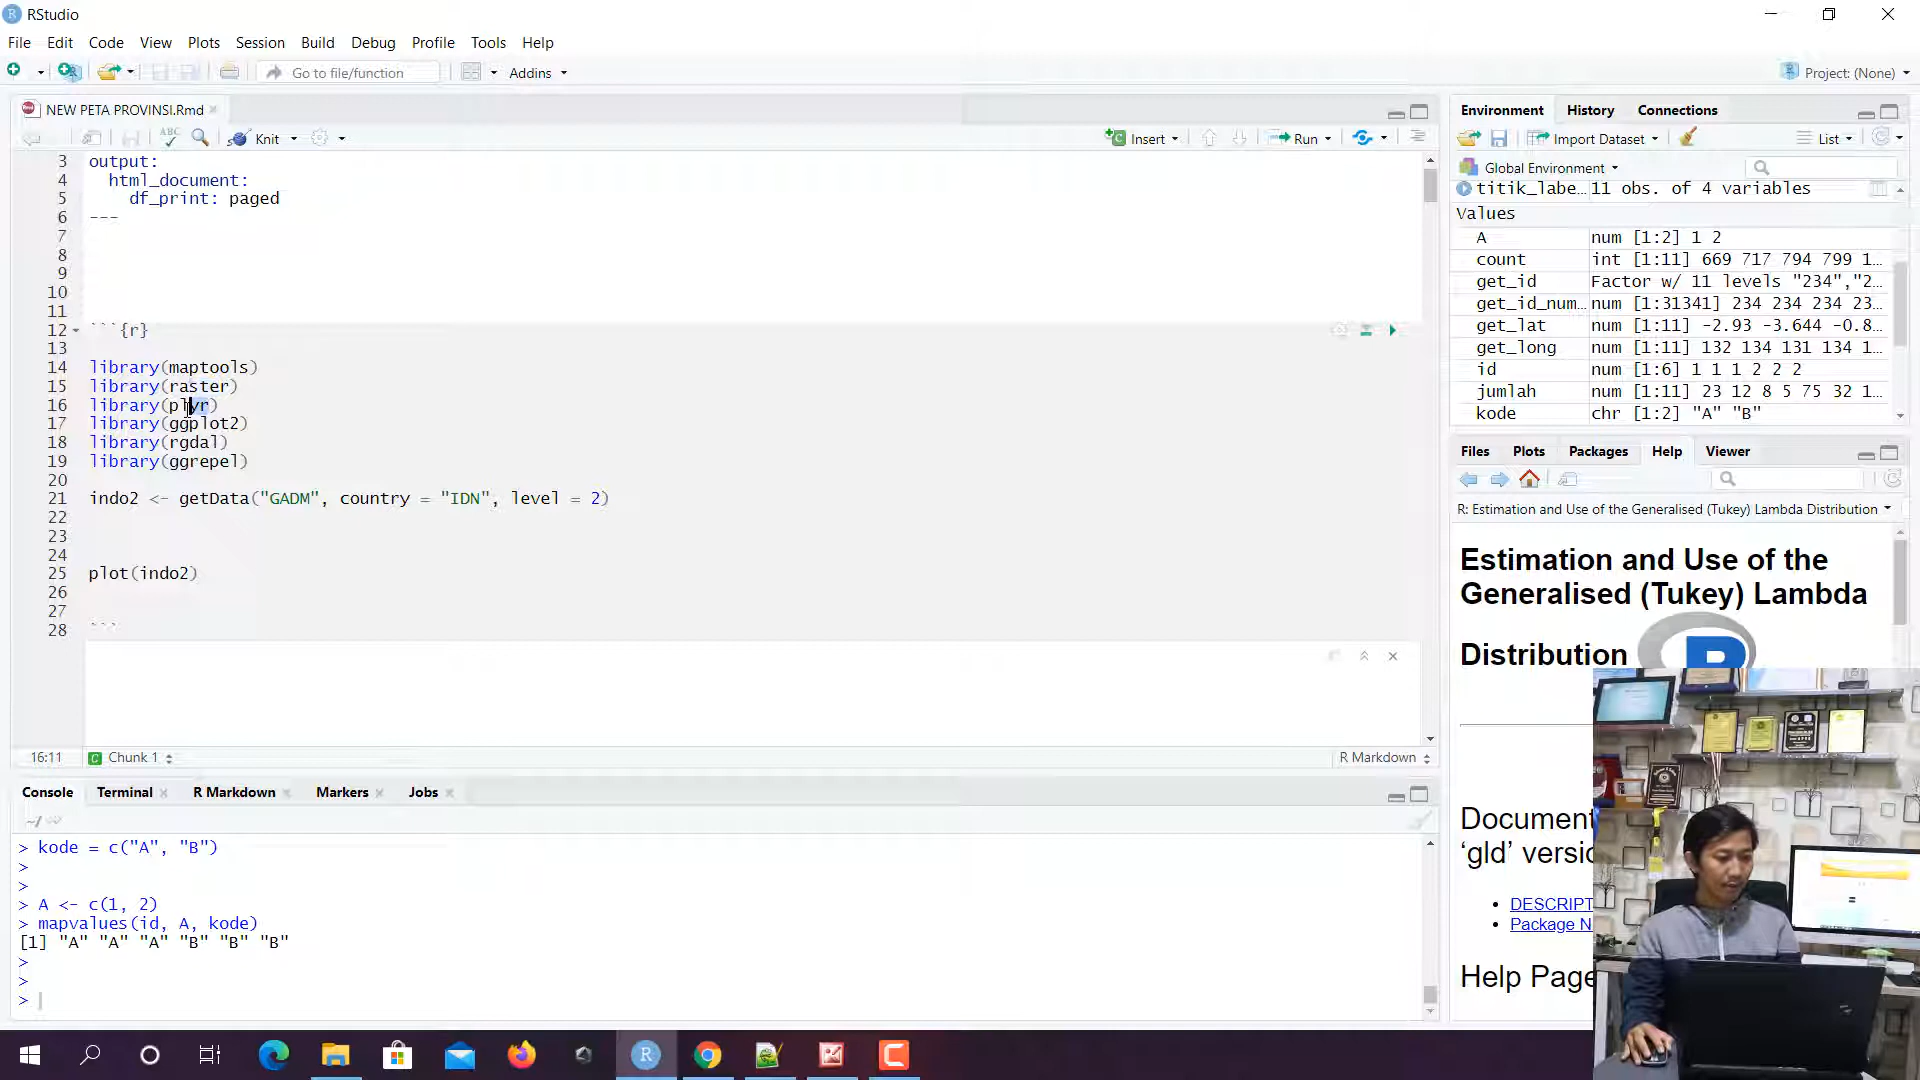 RStudio
File Edit Code View Plots Session Build Debug Profile Tools Help
Go to file/function
Addins
Project: (None)
NEW PETA PROVINSI.Rmd
ABC
Knit
Insert
Run
3 output:
4 html_document:
5 df_print: paged
6 ---
7
8
9
10
11
12 ```{r}
13
14 library(maptools)
15 library(raster)
16 library(plyr)
17 library(ggplot2)
18 library(rgdal)
19 library(ggrepel)
20
21 indo2 <- getData("GADM", country = "IDN", level = 2)
22
23
24
25 plot(indo2)
26
27
28 ```
16:11 Chunk 1 R Markdown
Console Terminal R Markdown Markers Jobs
~/
> kode = c("A", "B")
>
>
> A <- c(1, 2)
> mapvalues(id, A, kode)
[1] "A" "A" "A" "B" "B" "B"
>
>
>
Environment History Connections
Import Dataset List
Global Environment
titik_labe… 11 obs. of 4 variables
Values
A num [1:2] 1 2
count int [1:11] 669 717 794 799 1…
get_id Factor w/ 11 levels "234","2…
get_id_num… num [1:31341] 234 234 234 23…
get_lat num [1:11] -2.93 -3.644 -0.8…
get_long num [1:11] 132 134 131 134 1…
id num [1:6] 1 1 1 2 2 2
jumlah num [1:11] 23 12 8 5 75 32 1…
kode chr [1:2] "A" "B"
Files Plots Packages Help Viewer
R: Estimation and Use of the Generalised (Tukey) Lambda Distribution
Estimation and Use of the
Generalised (Tukey) Lambda
Distribution
R
Document
‘gld’ versio
DESCRIPT
Package N
Help Page